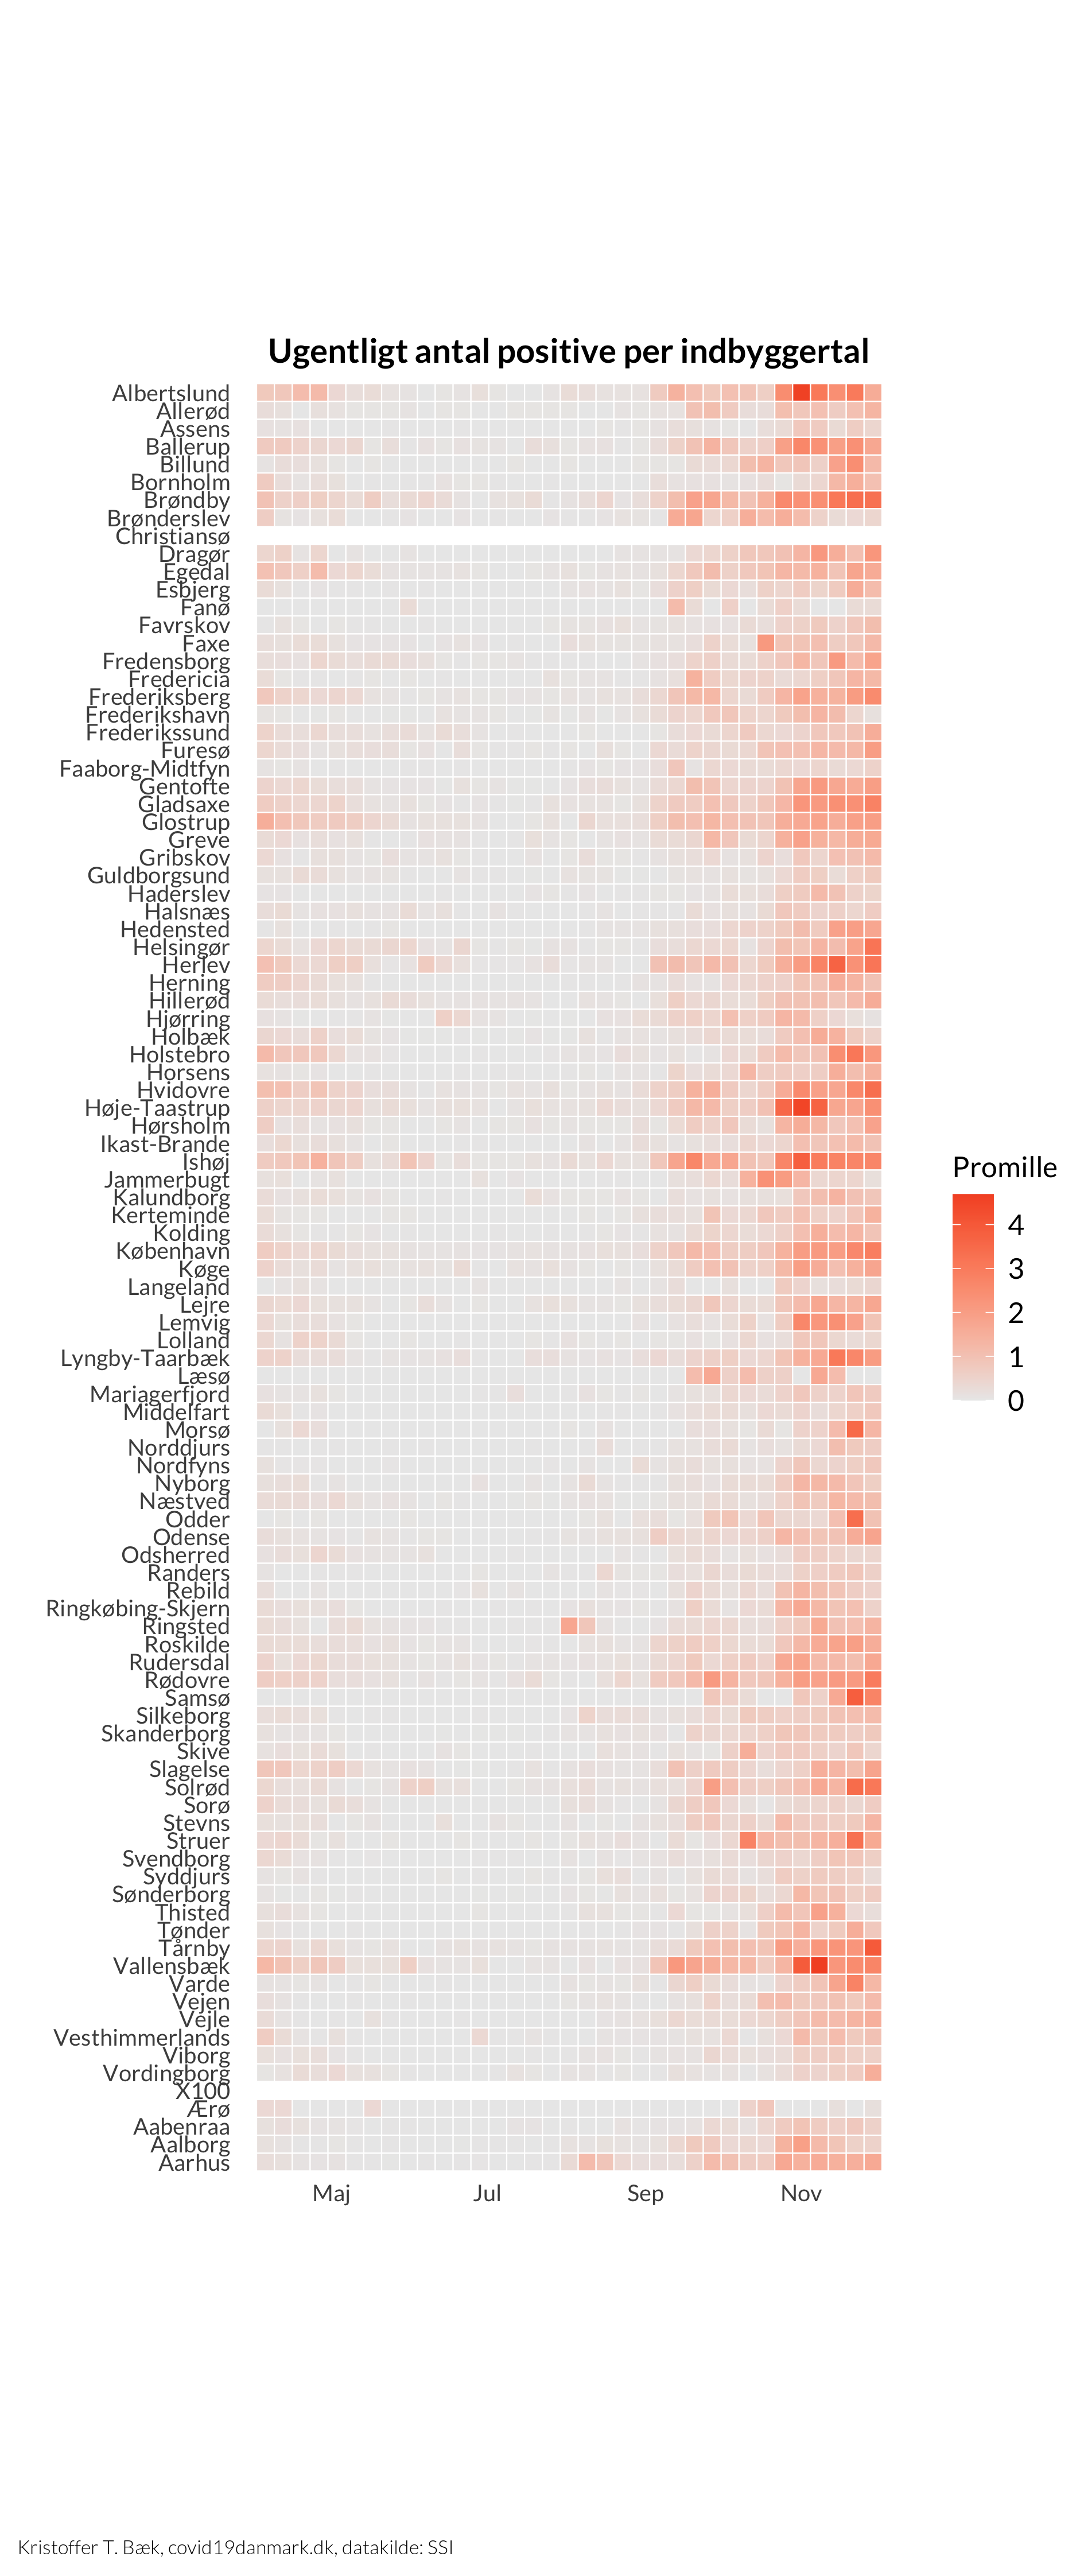 Ugentligt antal positive per indbyggertal
Albertslund
Allerød
Assens
Ballerup
Billund
Bornholm
Brøndby
Brønderslev
Christiansø
Dragør
Egedal
Esbjerg
Fanø
Favrskov
Faxe
Fredensborg
Fredericia
Frederiksberg
Frederikshavn
Frederikssund
Furesø
Faaborg-Midtfyn
Gentofte
Gladsaxe
Glostrup
Greve
Gribskov
Guldborgsund
Haderslev
Halsnæs
Hedensted
Helsingør
Herlev
Herning
Hillerød
Hjørring
Holbæk
Holstebro
Horsens
Hvidovre
Høje-Taastrup
Hørsholm
Ikast-Brande
Ishøj
Jammerbugt
Kalundborg
Kerteminde
Kolding
København
Køge
Langeland
Lejre
Lemvig
Lolland
Lyngby-Taarbæk
Læsø
Mariagerfjord
Middelfart
Morsø
Norddjurs
Nordfyns
Nyborg
Næstved
Odder
Odense
Odsherred
Randers
Rebild
Ringkøbing-Skjern
Ringsted
Roskilde
Rudersdal
Rødovre
Samsø
Silkeborg
Skanderborg
Skive
Slagelse
Solrød
Sorø
Stevns
Struer
Svendborg
Syddjurs
Sønderborg
Thisted
Tønder
Tårnby
Vallensbæk
Varde
Vejen
Vejle
Vesthimmerlands
Viborg
Vordingborg
X100
Ærø
Aabenraa
Aalborg
Aarhus
Maj Jul Sep Nov
Promille
4
3
2
1
0
Kristoffer T. Bæk, covid19danmark.dk, datakilde: SSI